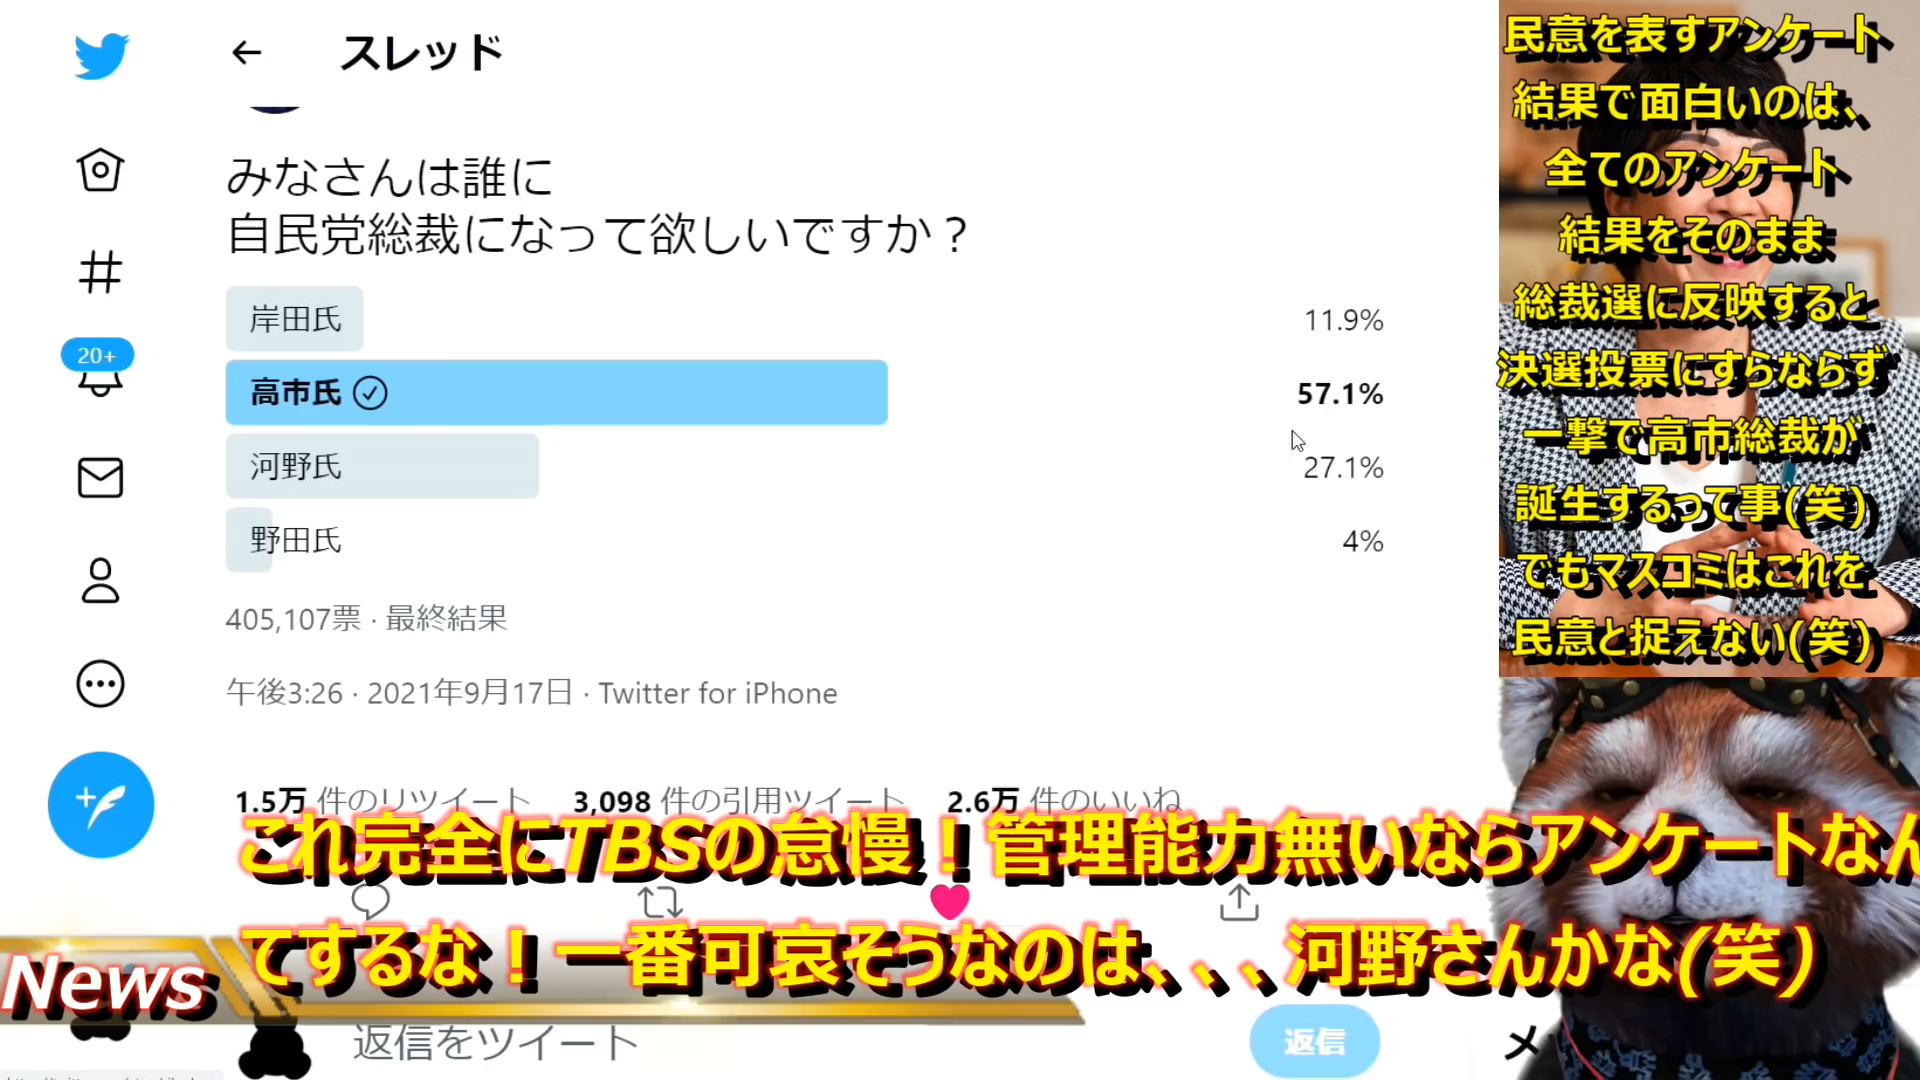 スレッド
みなさんは誰に
自民党総裁になって欲しいですか？
岸田氏 11.9%
高市氏 57.1%
河野氏 27.1%
野田氏 4%
405,107票 · 最終結果
午後3:26 · 2021年9月17日 · Twitter for iPhone
1.5万 件のリツイート 3,098 件の引用ツイート 2.6万 件のいいね
20+
民意を表すアンケート
結果で面白いのは、
全てのアンケート
結果をそのまま
総裁選に反映すると
決選投票にすらならず
一撃で高市総裁が
誕生するって事(笑)
でもマスコミはこれを
民意と捉えない(笑)
これ完全にTBSの怠慢！管理能力無いならアンケートなん
てするな！一番可哀そうなのは、、、河野さんかな(笑)
News
返信をツイート
返信
メ